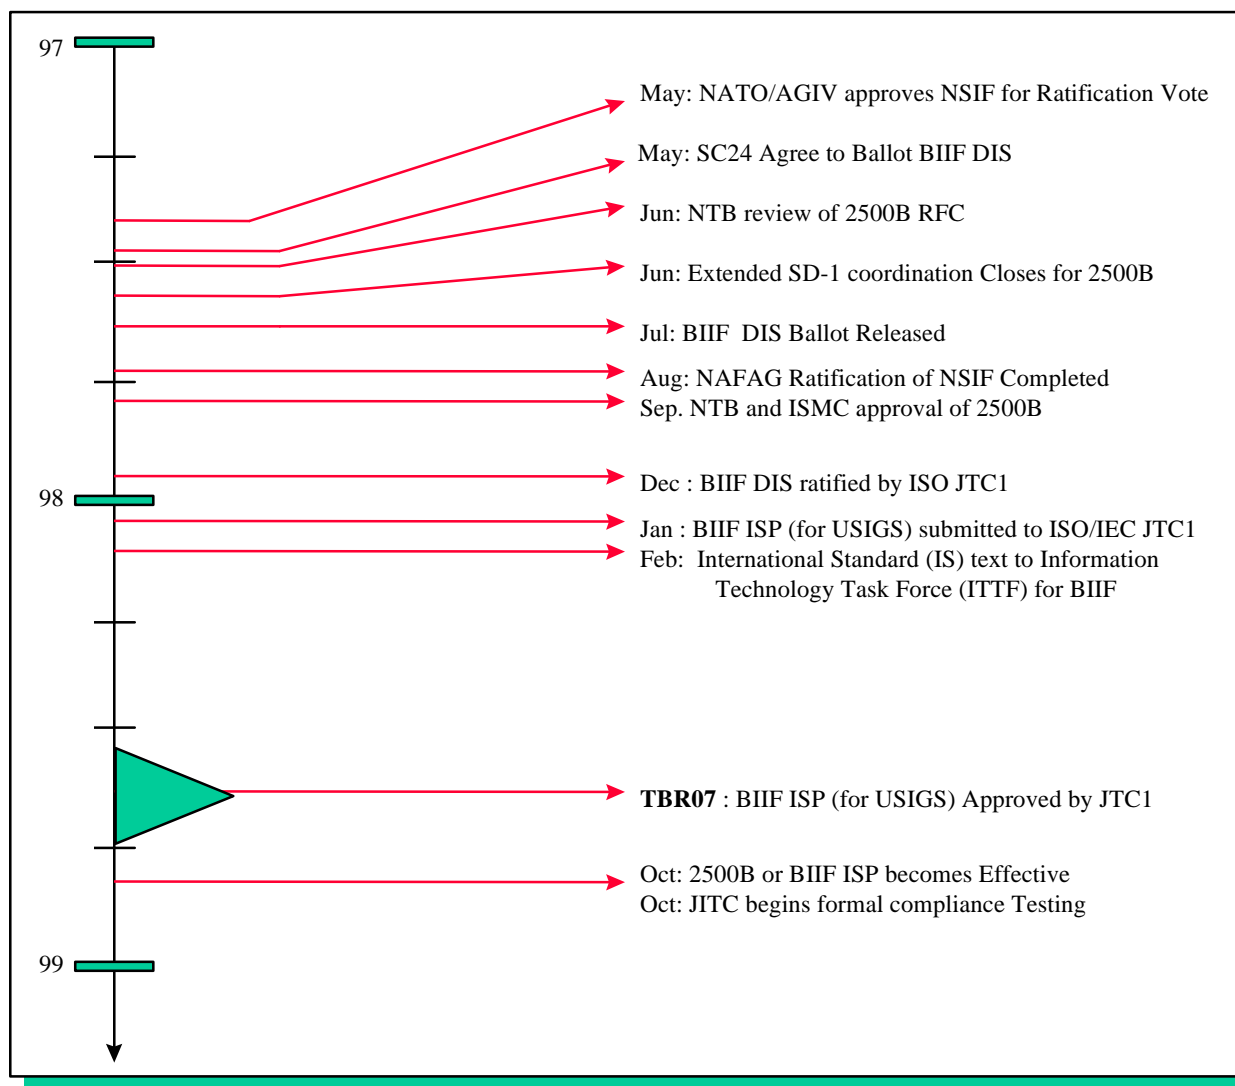 97
May: NATO/AGIV approves NSIF for Ratification Vote
May: SC24 Agree to Ballot BIIF DIS
Jun: NTB review of 2500B RFC
Jun: Extended SD-1 coordination Closes for 2500B
Jul: BIIF  DIS Ballot Released
Aug: NAFAG Ratification of NSIF Completed
Sep. NTB and ISMC approval of 2500B
Dec : BIIF DIS ratified by ISO JTC1
98
Jan : BIIF ISP (for USIGS) submitted to ISO/IEC JTC1
Feb:  International Standard (IS) text to Information
Technology Task Force (ITTF) for BIIF
TBR07 : BIIF ISP (for USIGS) Approved by JTC1
Oct: 2500B or BIIF ISP becomes Effective
Oct: JITC begins formal compliance Testing
99